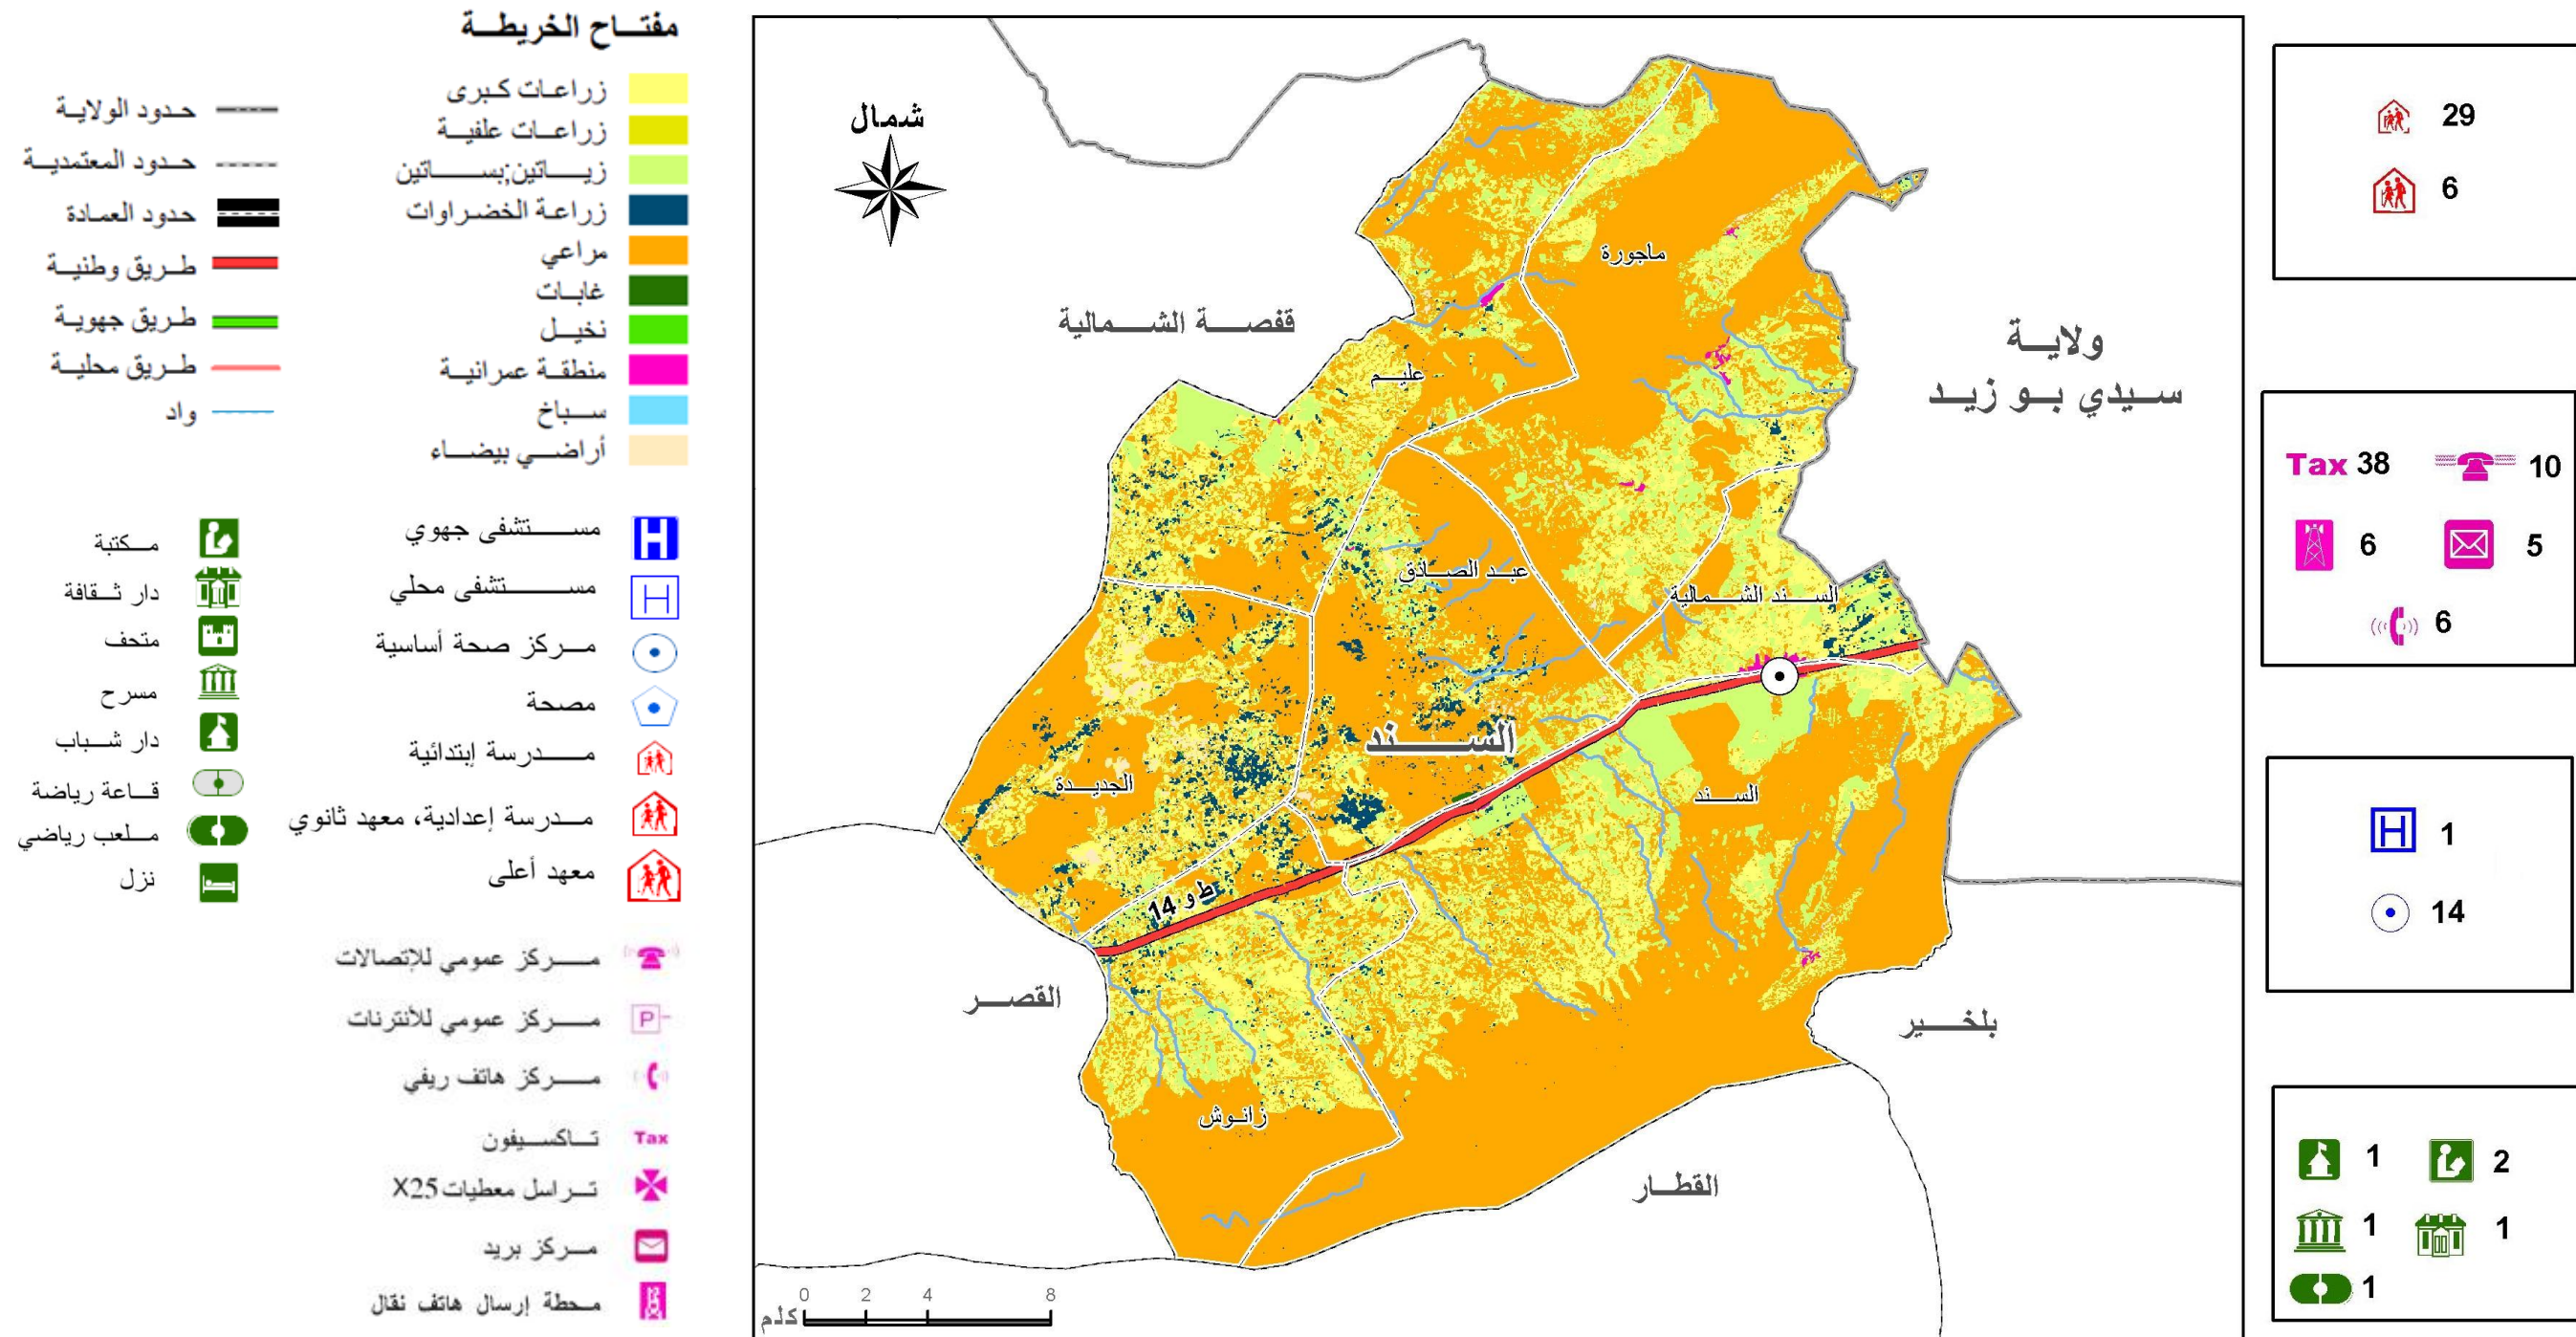 مفتاح الخريطة
زراعات كبرى
زراعات علفية
زياتين;بساتين
زراعة الخضراوات
مراعي
غابات
نخيل
منطقة عمرانية
سباخ
أراضي بيضاء
حدود الولاية
حدود المعتمدية
حدود العمادة
طريق وطنية
طريق جهوية
طريق محلية
واد
مستشفى جهوي
مستشفى محلي
مركز صحة أساسية
مصحة
مدرسة إبتدائية
مدرسة إعدادية، معهد ثانوي
معهد أعلى
مكتبة
دار ثقافة
متحف
مسرح
دار شباب
قاعة رياضة
ملعب رياضي
نزل
مركز عمومي للإتصالات
P مركز عمومي للأنترنات
مركز هاتف ريفي
Tax تاكسيفون
تراسل معطيات X25
مركز بريد
محطة إرسال هاتف نقال
شمال
قفصة الشمالية
ماجورة
ولاية
سيدي بو زيد
عليم
عبد الصادق
السند الشمالية
السند
الجديدة
السند
ط و 14
القصر
بلخير
زانوش
القطار
0 2 4 8
كلم
29
6
Tax 38
10
6
5
6
H 1
14
1
2
1
1
1